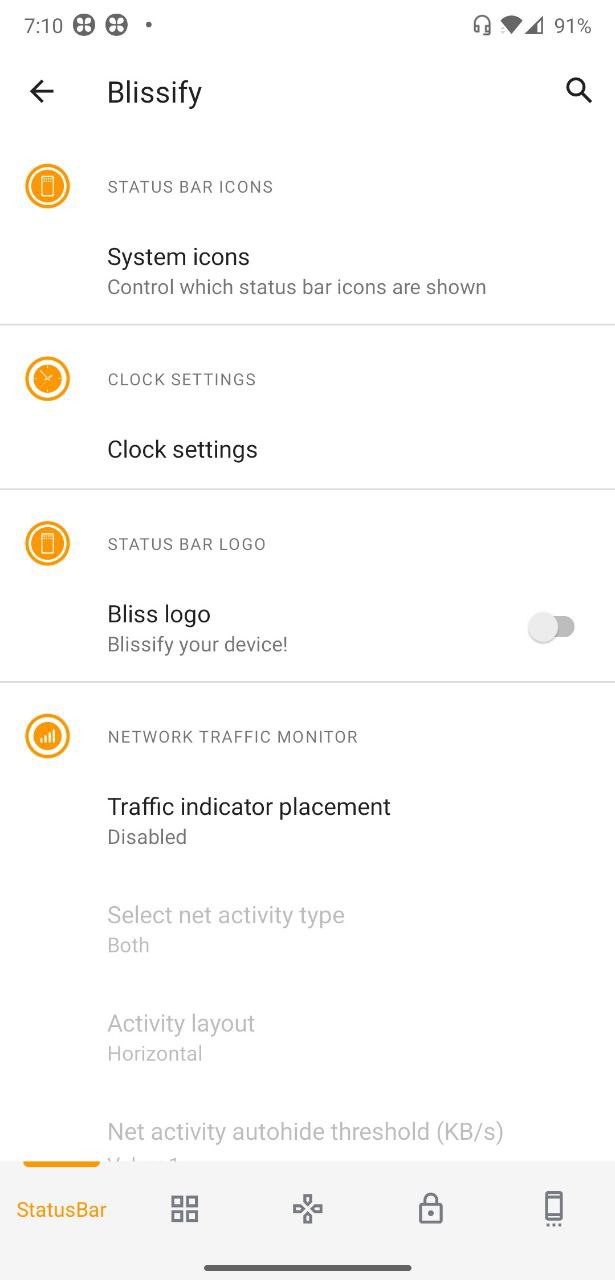 7:10
91%
Blissify
STATUS BAR ICONS
System icons
Control which status bar icons are shown
CLOCK SETTINGS
Clock settings
STATUS BAR LOGO
Bliss logo
Blissify your device!
NETWORK TRAFFIC MONITOR
Traffic indicator placement
Disabled
Select net activity type
Both
Activity layout
Horizontal
Net activity autohide threshold (KB/s)
StatusBar